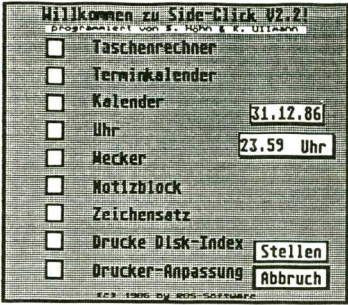 Willkommen zu Side-Click V2.2!
programmiert von S. Höhn & K. Ullmann
Taschenrechner
Terminkalender
Kalender
31.12.86
Uhr
23.59 Uhr
Wecker
Notizblock
Zeichensatz
Drucke Disk-Index
Stellen
Drucker-Anpassung
Abbruch
(c) 1986 by ROS-Software